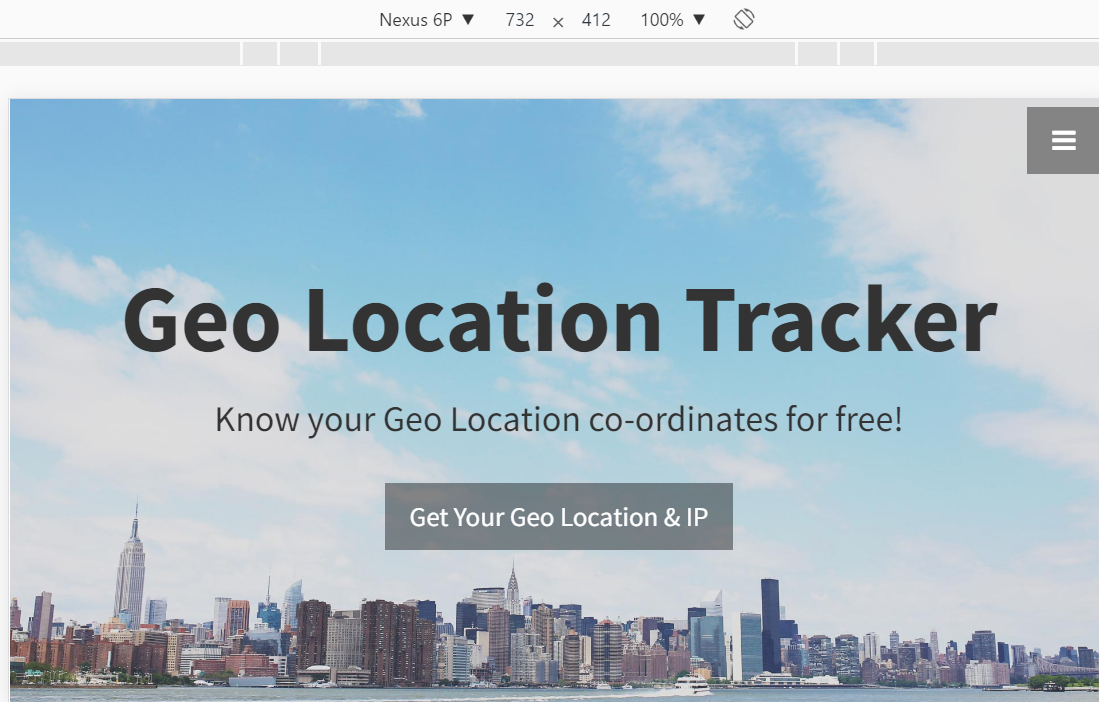 Nexus 6P ▼ 732 × 412 100% ▼
Geo Location Tracker
Know your Geo Location co-ordinates for free!
Get Your Geo Location & IP